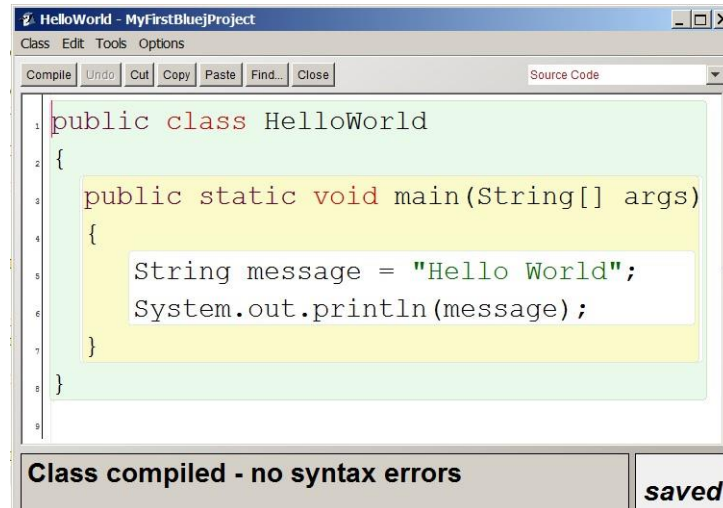 HelloWorld - MyFirstBluejProject
Class Edit Tools Options
Compile Undo Cut Copy Paste Find... Close Source Code
1 public class HelloWorld
2 {
3 public static void main(String[] args)
4 {
5 String message = "Hello World";
6 System.out.println(message);
7 }
8 }
9
Class compiled - no syntax errors
saved